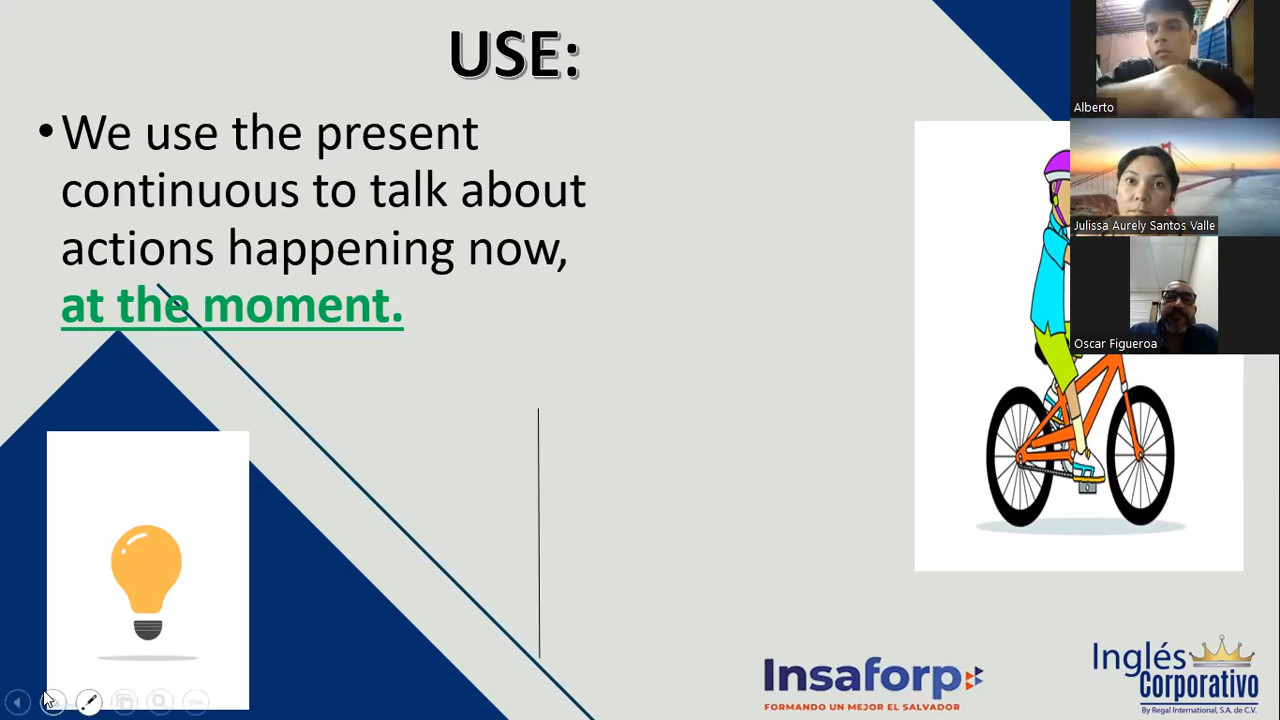 USE:
•We use the present
continuous to talk about
actions happening now,
at the moment.
Alberto
Julissa Aurely Santos Valle
Oscar Figueroa
Insaforp
FORMANDO UN MEJOR EL SALVADOR
Inglés
Corporativo
By Regal International, S.A. de C.V.